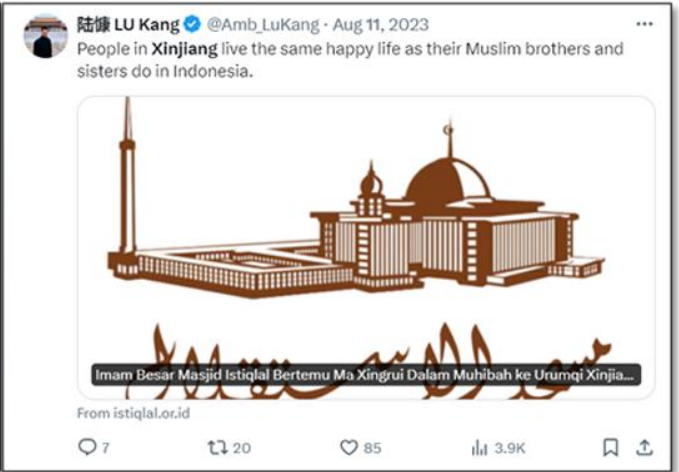 陆慷 LU Kang @Amb_LuKang · Aug 11, 2023
People in Xinjiang live the same happy life as their Muslim brothers and
sisters do in Indonesia.
مسجد الاستقلال
Imam Besar Masjid Istiqlal Bertemu Ma Xingrui Dalam Muhibah ke Urumqi Xinjia...
From istiqlal.or.id
7 20 85 3.9K